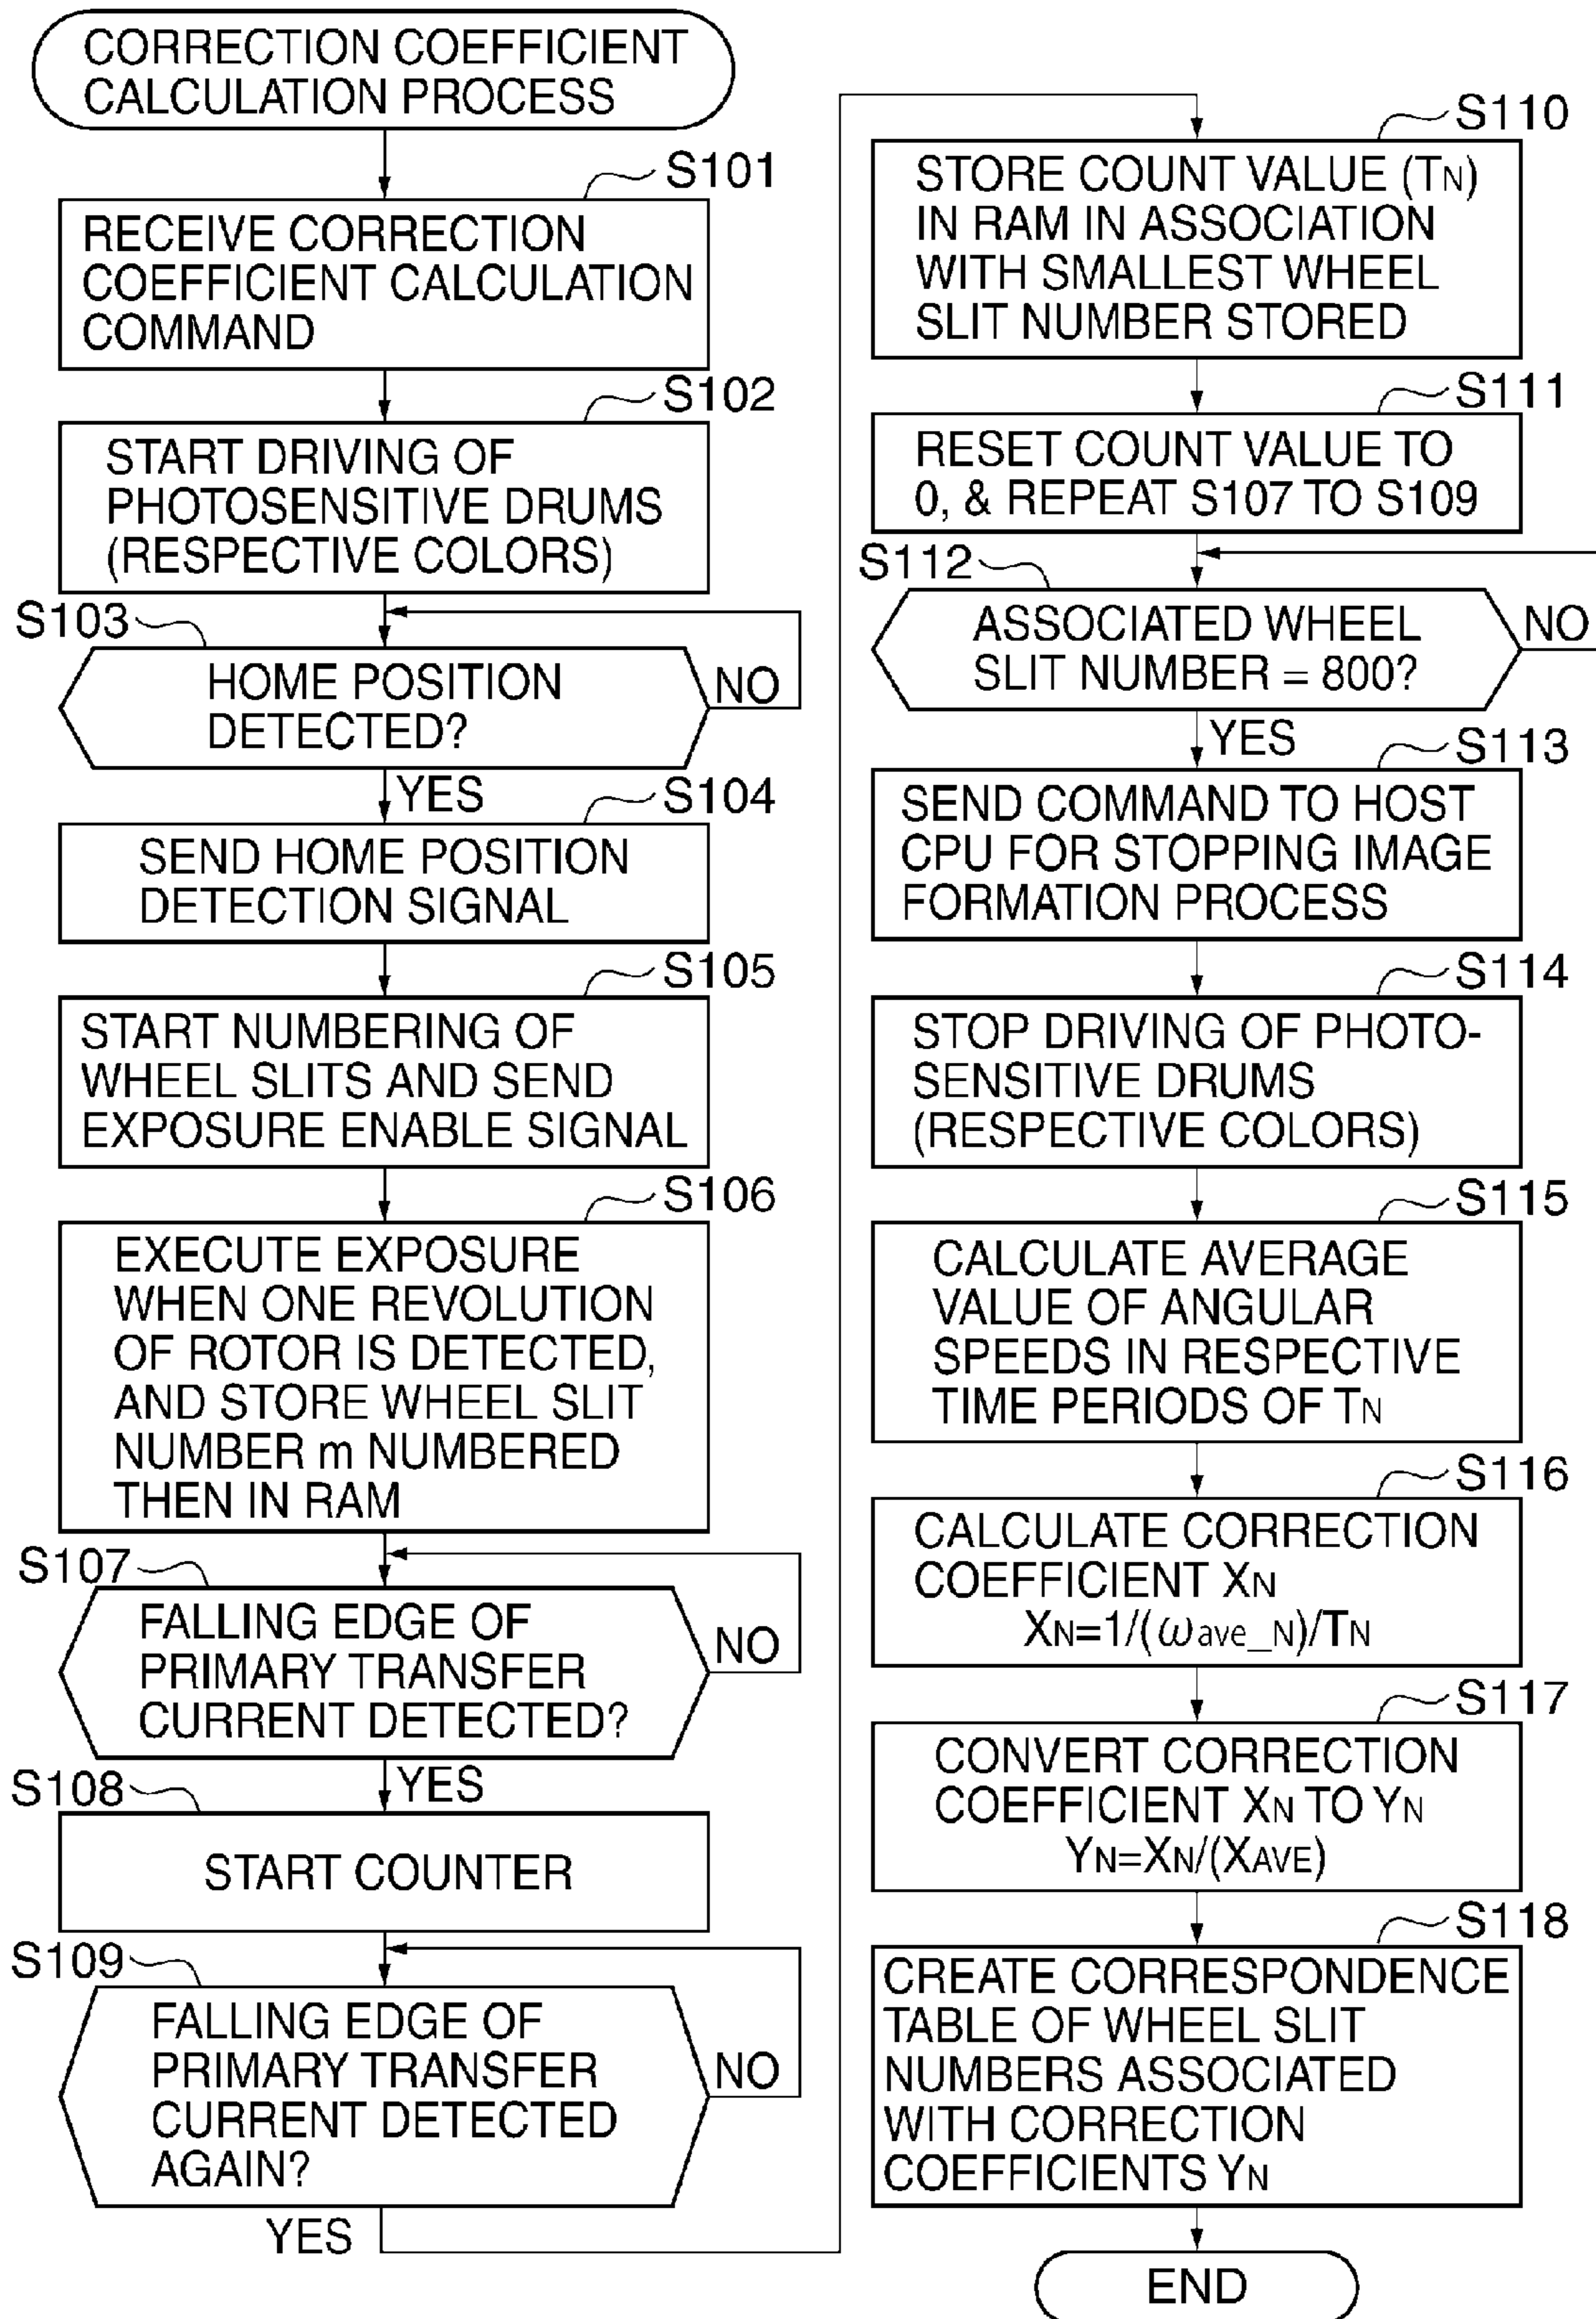 CORRECTION COEFFICIENT
CALCULATION PROCESS
S101
RECEIVE CORRECTION
COEFFICIENT CALCULATION
COMMAND
S102
START DRIVING OF
PHOTOSENSITIVE DRUMS
(RESPECTIVE COLORS)
S103
HOME POSITION
DETECTED?
NO
YES
S104
SEND HOME POSITION
DETECTION SIGNAL
S105
START NUMBERING OF
WHEEL SLITS AND SEND
EXPOSURE ENABLE SIGNAL
S106
EXECUTE EXPOSURE
WHEN ONE REVOLUTION
OF ROTOR IS DETECTED,
AND STORE WHEEL SLIT
NUMBER m NUMBERED
THEN IN RAM
S107
FALLING EDGE OF
PRIMARY TRANSFER
CURRENT DETECTED?
NO
YES
S108
START COUNTER
S109
FALLING EDGE OF
PRIMARY TRANSFER
CURRENT DETECTED
AGAIN?
NO
YES
S110
STORE COUNT VALUE (TN)
IN RAM IN ASSOCIATION
WITH SMALLEST WHEEL
SLIT NUMBER STORED
S111
RESET COUNT VALUE TO
0, & REPEAT S107 TO S109
S112
ASSOCIATED WHEEL
SLIT NUMBER = 800?
NO
YES
S113
SEND COMMAND TO HOST
CPU FOR STOPPING IMAGE
FORMATION PROCESS
S114
STOP DRIVING OF PHOTO-
SENSITIVE DRUMS
(RESPECTIVE COLORS)
S115
CALCULATE AVERAGE
VALUE OF ANGULAR
SPEEDS IN RESPECTIVE
TIME PERIODS OF TN
S116
CALCULATE CORRECTION
COEFFICIENT XN
XN=1/(ωave_N)/TN
S117
CONVERT CORRECTION
COEFFICIENT XN TO YN
YN=XN/(XAVE)
S118
CREATE CORRESPONDENCE
TABLE OF WHEEL SLIT
NUMBERS ASSOCIATED
WITH CORRECTION
COEFFICIENTS YN
END